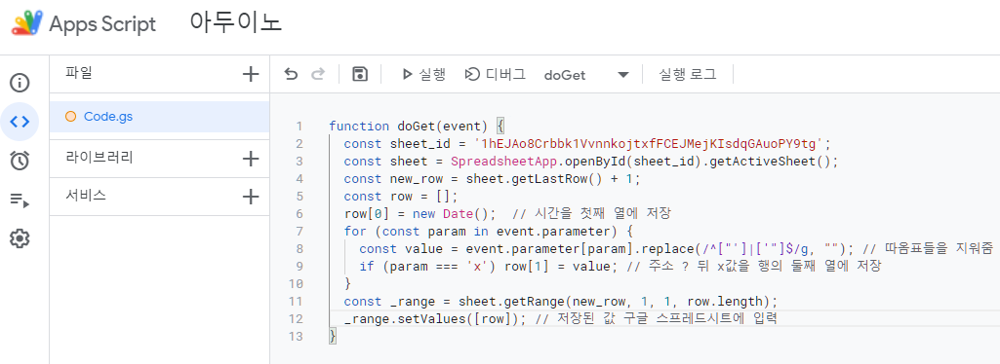 Apps Script 아두이노
파일
Code.gs
라이브러리
서비스
실행 디버그 doGet 실행 로그
1 function doGet(event) {
2 const sheet_id = '1hEJAo8Crbbk1VvnnkojtxfFCEJMejKIsdqGAuoPY9tg';
3 const sheet = SpreadsheetApp.openById(sheet_id).getActiveSheet();
4 const new_row = sheet.getLastRow() + 1;
5 const row = [];
6 row[0] = new Date(); // 시간을 첫째 열에 저장
7 for (const param in event.parameter) {
8 const value = event.parameter[param].replace(/^["']|['"]$/g, ""); // 따옴표들을 지워줌
9 if (param === 'x') row[1] = value; // 주소 ? 뒤 x값을 행의 둘째 열에 저장
10 }
11 const _range = sheet.getRange(new_row, 1, 1, row.length);
12 _range.setValues([row]); // 저장된 값 구글 스프레드시트에 입력
13 }